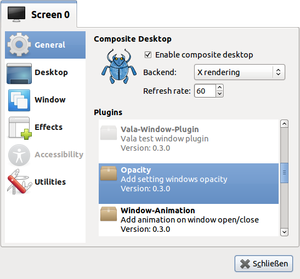 Screen 0
General
Desktop
Window
Effects
Accessibility
Utilities
Composite Desktop
Enable composite desktop
Backend: X rendering
Refresh rate: 60
Plugins
Vala-Window-Plugin
Vala test window plugin
Version: 0.3.0
Opacity
Add setting windows opacity
Version: 0.3.0
Window-Animation
Add animation on window open/close
Version: 0.3.0
Schließen